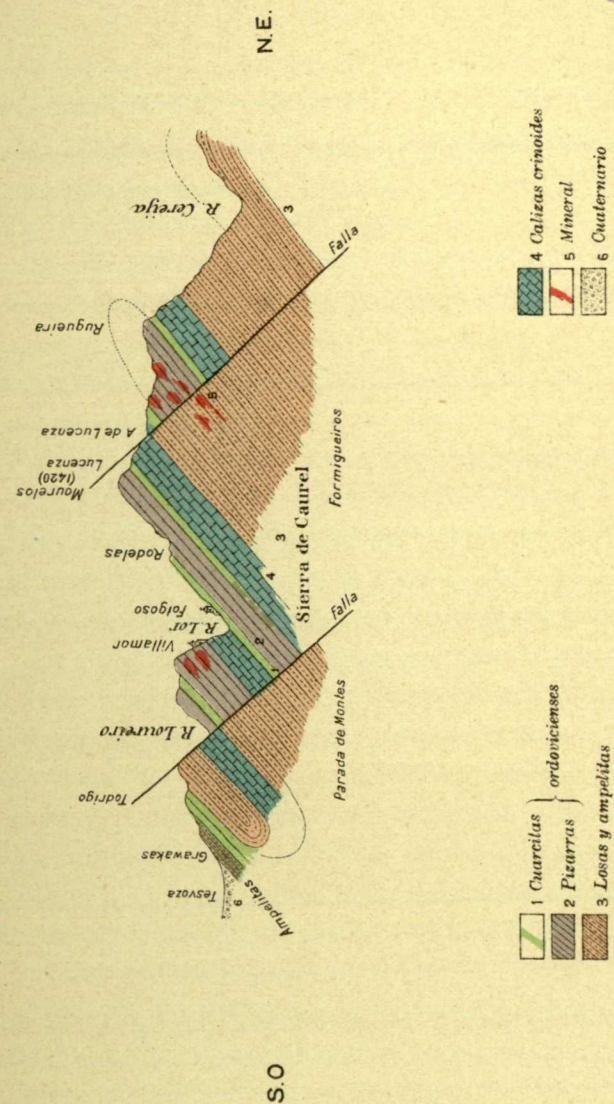 N.E.
R. Cereija
3
Falla
Rugueira
A de Lucenza
Lucenza
Mourelos
(1420)
B
Formigueiros
Rodelas
3
4
Sierra de Caurel
Folgoso
R. Lor
Villamor
2
1
Falla
R. Loureiro
Parada de Montes
Todrigo
Grawakas
Tesvoza
6
Ampelitas
S.O
1 Cuarcitas
2 Pizarras
ordovicienses
3 Losas y ampelitas
4 Calizas crinoides
5 Mineral
6 Cuaternario